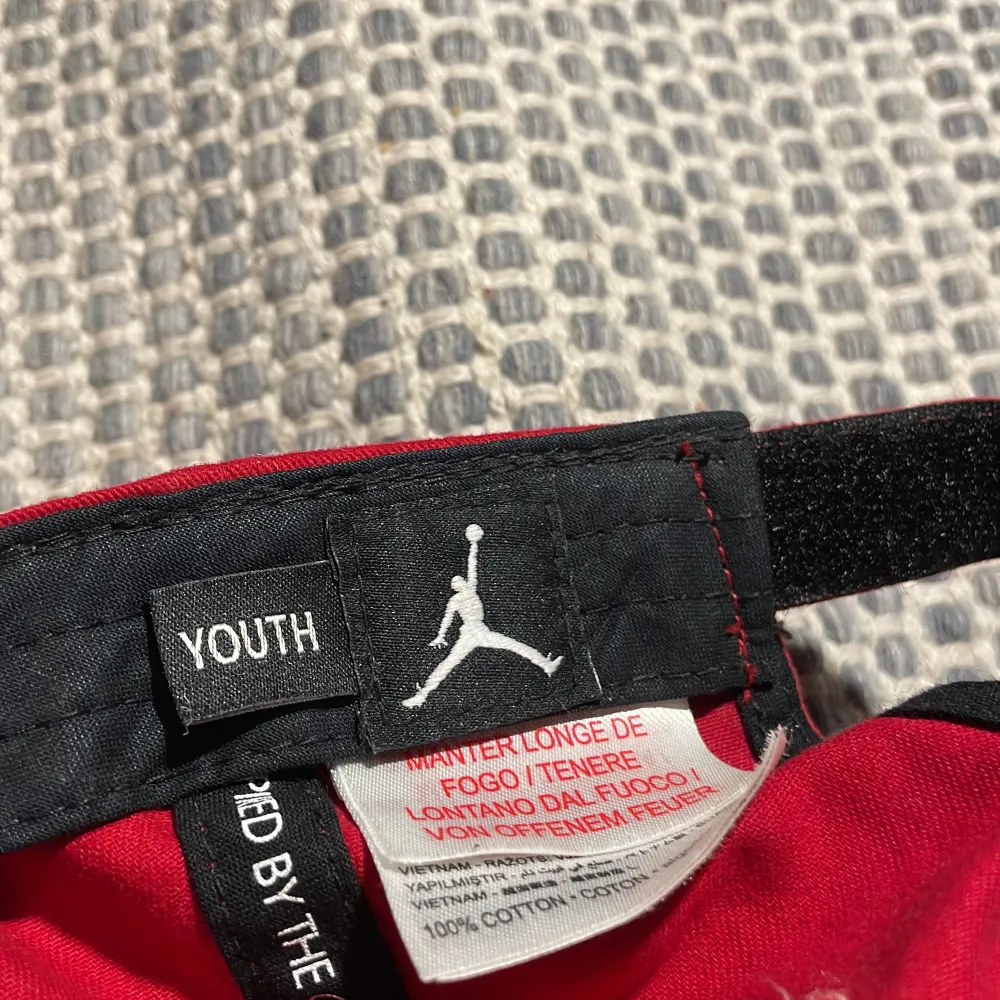 YOUTH
MANTER LONGE DE
FOGO / TENERE
LONTANO DAL FUOCO /
VON OFFENEM FEUER
VIETNAM -
YAPILMIŞTIR -
VIETNAM -
100% COTTON - COTON -
BY THE